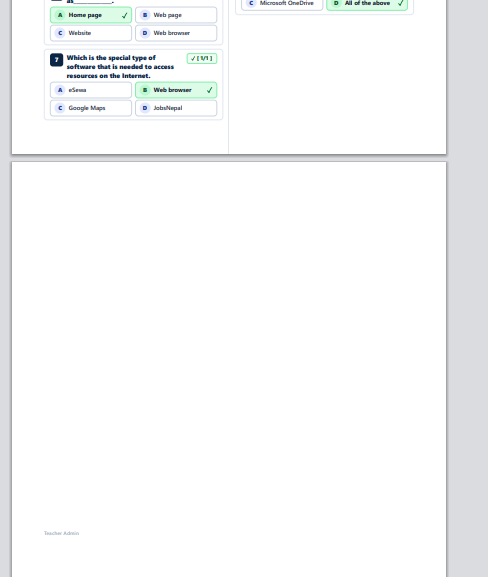 as__________.
A Home page ✓
B Web page
C Website
D Web browser
7 Which is the special type of
software that is needed to access
resources on the Internet.
✓ [ 1/1 ]
A eSewa
B Web browser ✓
C Google Maps
D JobsNepal
C Microsoft OneDrive
D All of the above ✓
Teacher Admin